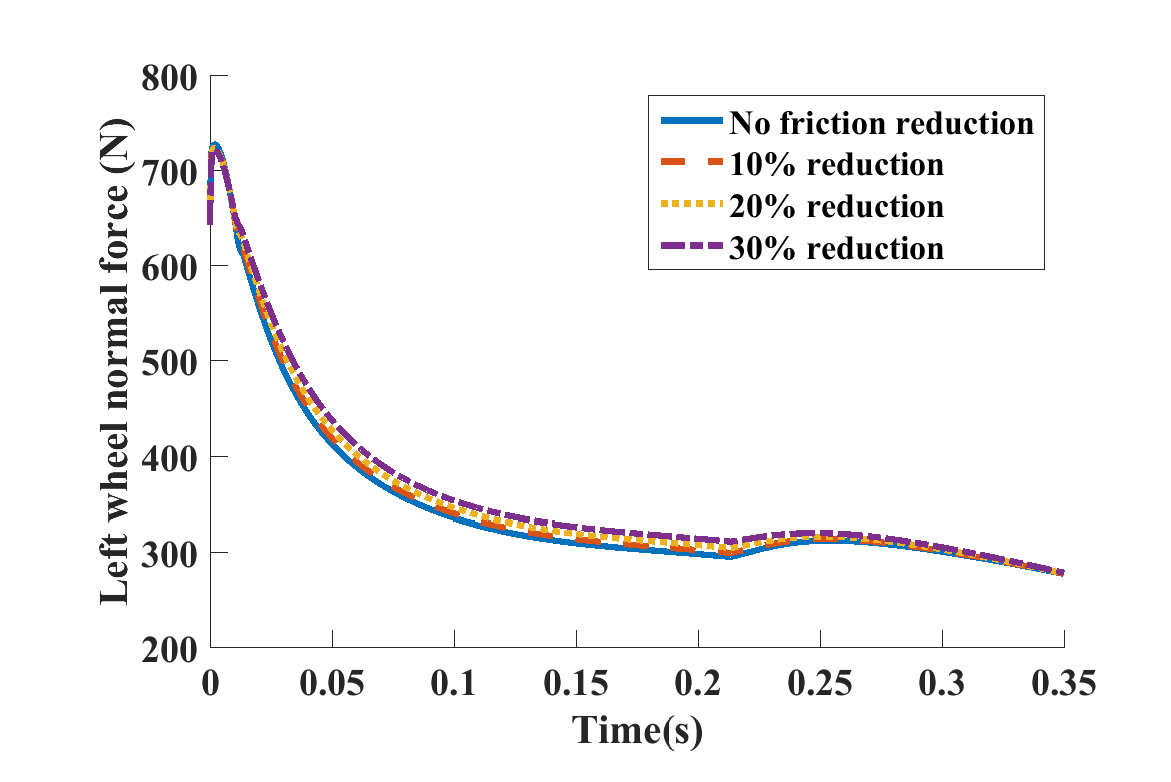 800
700
600
500
400
300
200
Left wheel normal force (N)
No friction reduction
10% reduction
20% reduction
30% reduction
0 0.05 0.1 0.15 0.2 0.25 0.3 0.35
Time(s)